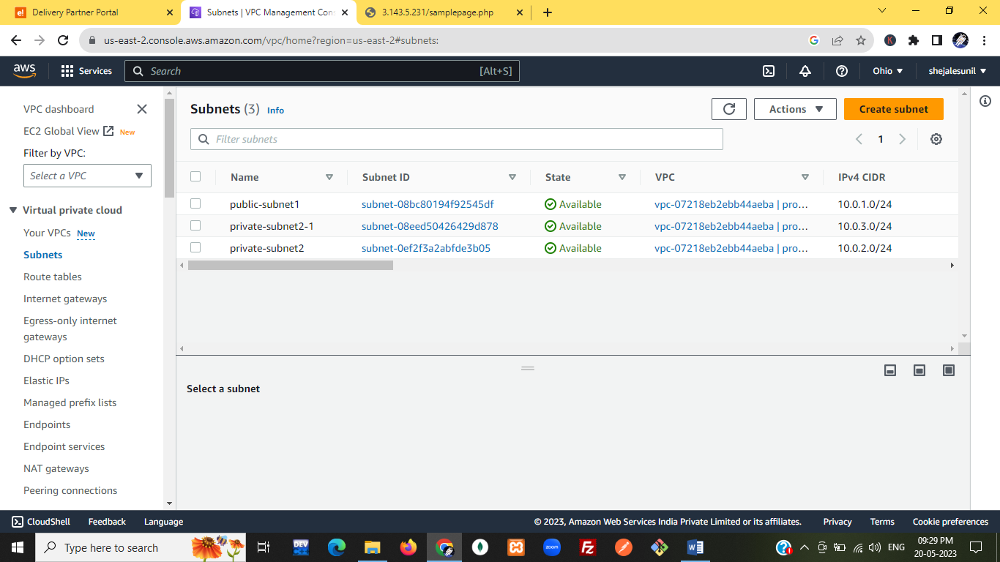 Delivery Partner Portal
Subnets | VPC Management Con
3.143.5.231/samplepage.php
us-east-2.console.aws.amazon.com/vpc/home?region=us-east-2#subnets:
aws
Services
Search
[Alt+S]
Ohio
shejalesunil
VPC dashboard
EC2 Global View New
Filter by VPC:
Select a VPC
Virtual private cloud
Your VPCs New
Subnets
Route tables
Internet gateways
Egress-only internet
gateways
DHCP option sets
Elastic IPs
Managed prefix lists
Endpoints
Endpoint services
NAT gateways
Peering connections
Subnets (3) Info
Actions
Create subnet
Filter subnets
1
Name Subnet ID State VPC IPv4 CIDR
public-subnet1 subnet-08bc80194f92545df Available vpc-07218eb2ebb44aeba | pro... 10.0.1.0/24
private-subnet2-1 subnet-08eed50426429d878 Available vpc-07218eb2ebb44aeba | pro... 10.0.3.0/24
private-subnet2 subnet-0ef2f3a2abfde3b05 Available vpc-07218eb2ebb44aeba | pro... 10.0.2.0/24
Select a subnet
CloudShell Feedback Language © 2023, Amazon Web Services India Private Limited or its affiliates. Privacy Terms Cookie preferences
Type here to search
DEV
zoom
Fz
W
ENG
09:29 PM
20-05-2023